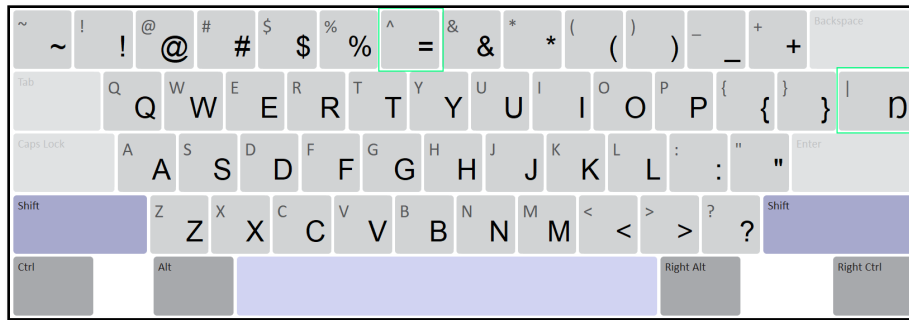 ~ ~ ! ! @ @ # # $ $ % % ^ = & & * * ( ( ) ) _ _ + + Backspace
Tab Q Q W W E E R R T T Y Y U U I I O O P P { { } } | Ŋ
Caps Lock A A S S D D F F G G H H J J K K L L : : " " Enter
Shift Z Z X X C C V V B B N N M M < < > > ? ? Shift
Ctrl Alt Right Alt Right Ctrl